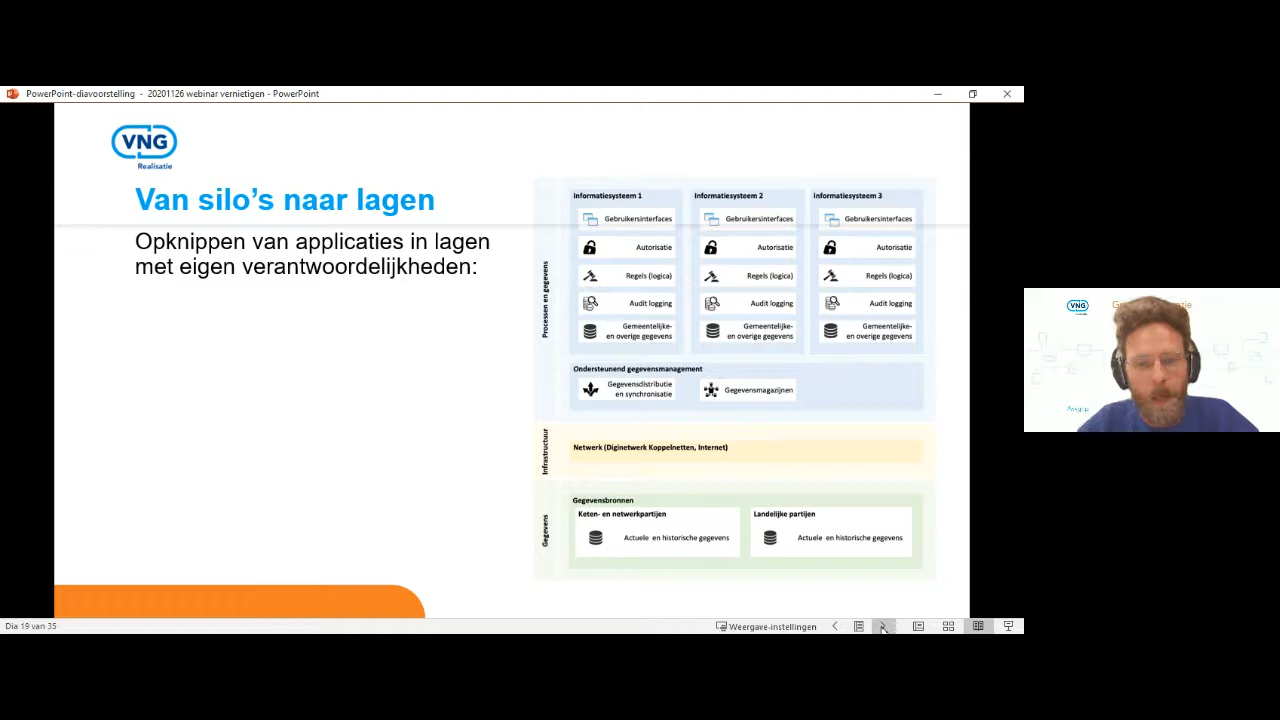 PowerPoint-diavoorstelling - 20201126 webinar vernietigen - PowerPoint
VNG
Realisatie
Van silo's naar lagen
Opknippen van applicaties in lagen
met eigen verantwoordelijkheden:
Processen en gegevens
Informatiesysteem 1
Gebruikersinterfaces
Autorisatie
Regels (logica)
Audit logging
Gemeentelijke-
en overige gegevens
Informatiesysteem 2
Gebruikersinterfaces
Autorisatie
Regels (logica)
Audit logging
Gemeentelijke-
en overige gegevens
Informatiesysteem 3
Gebruikersinterfaces
Autorisatie
Regels (logica)
Audit logging
Gemeentelijke-
en overige gegevens
Ondersteunend gegevensmanagement
Gegevensdistributie
en synchronisatie
Gegevensmagazijnen
Infrastructuur
Netwerk (Diginetwerk Koppelnetten, Internet)
Gegevens
Gegevensbronnen
Keten- en netwerkpartijen
Actuele en historische gegevens
Landelijke partijen
Actuele en historische gegevens
VNG
Dia 19 van 35
Weergave-instellingen